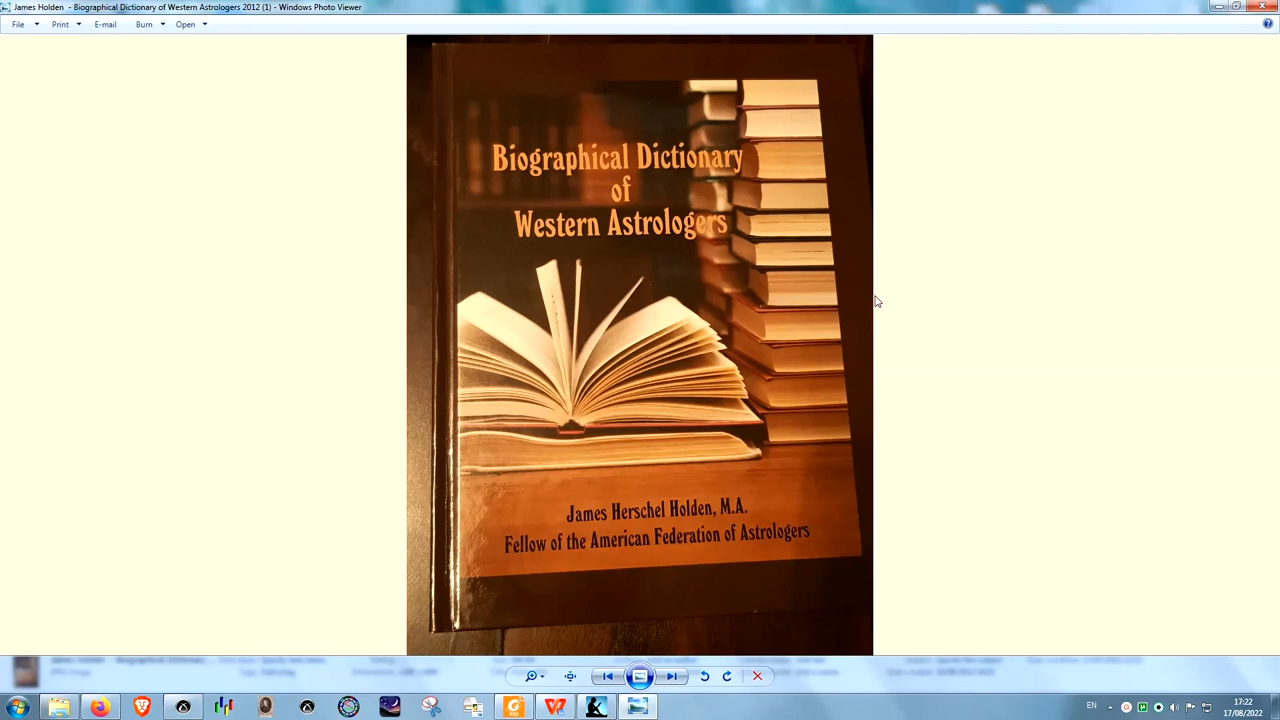 James Holden  - Biographical Dictionary of Western Astrologers 2012 (1) - Windows Photo Viewer
File Print E-mail Burn Open
Biographical Dictionary
of
Western Astrologers
James Herschel Holden, M.A.
Fellow of the American Federation of Astrologers
EN
17:22
17/08/2022